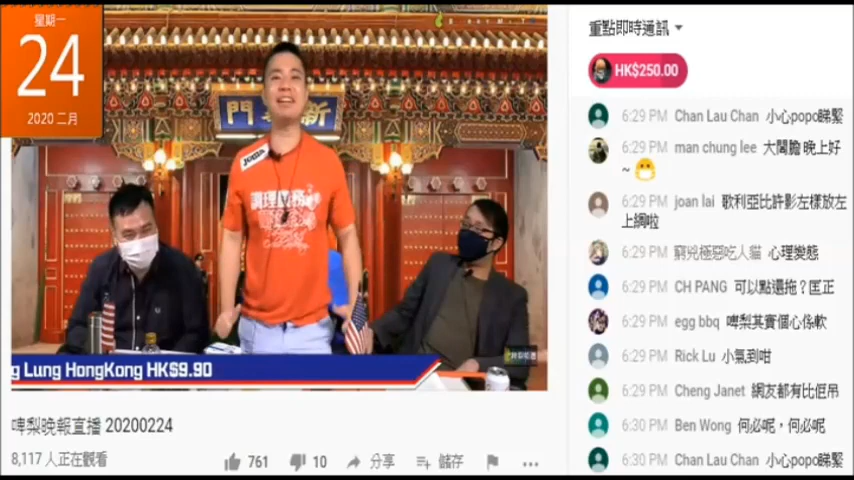 星期一
24
2020 二月
JOMA
g Lung HongKong HK$9.90
啤梨晚報直播 20200224
8,117 人正在觀看
761
10
分享
儲存
重點即時通訊
HK$250.00
6:29 PM Chan Lau Chan 小心popo睇緊
6:29 PM man chung lee 大闸膽 晚上好
~ 😷
6:29 PM joan lai 歌利亞比許影左樣放左
上網啦
6:29 PM 窮兇極惡吃人貓 心理變態
6:29 PM CH PANG 可以點還拖？匡正
6:29 PM egg bbq 啤梨其實個心係軟
6:29 PM Rick Lu 小氣到咁
6:29 PM Cheng Janet 網友都有比佢吊
6:30 PM Ben Wong 何必呢，何必呢
6:30 PM Chan Lau Chan 小心popo睇緊